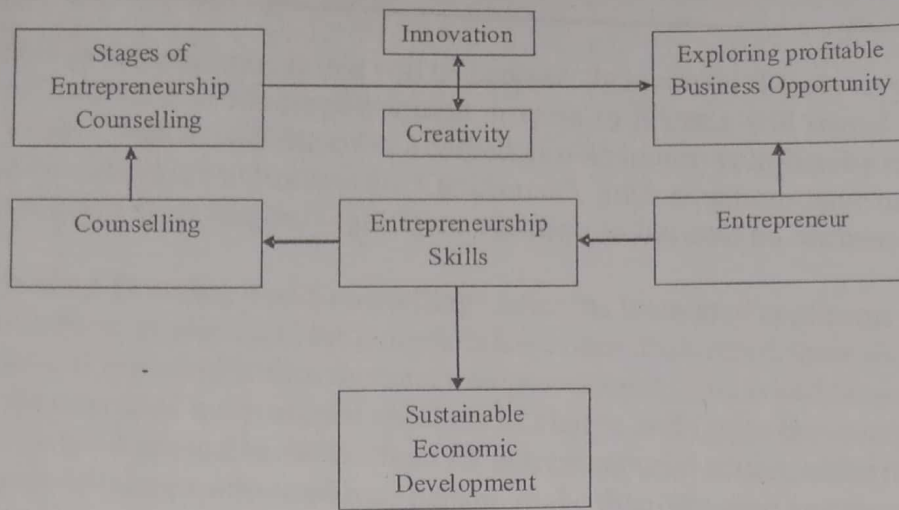 Stages of
Entrepreneurship
Counselling
Innovation
Creativity
Exploring profitable
Business Opportunity
Counselling
Entrepreneurship
Skills
Entrepreneur
Sustainable
Economic
Development